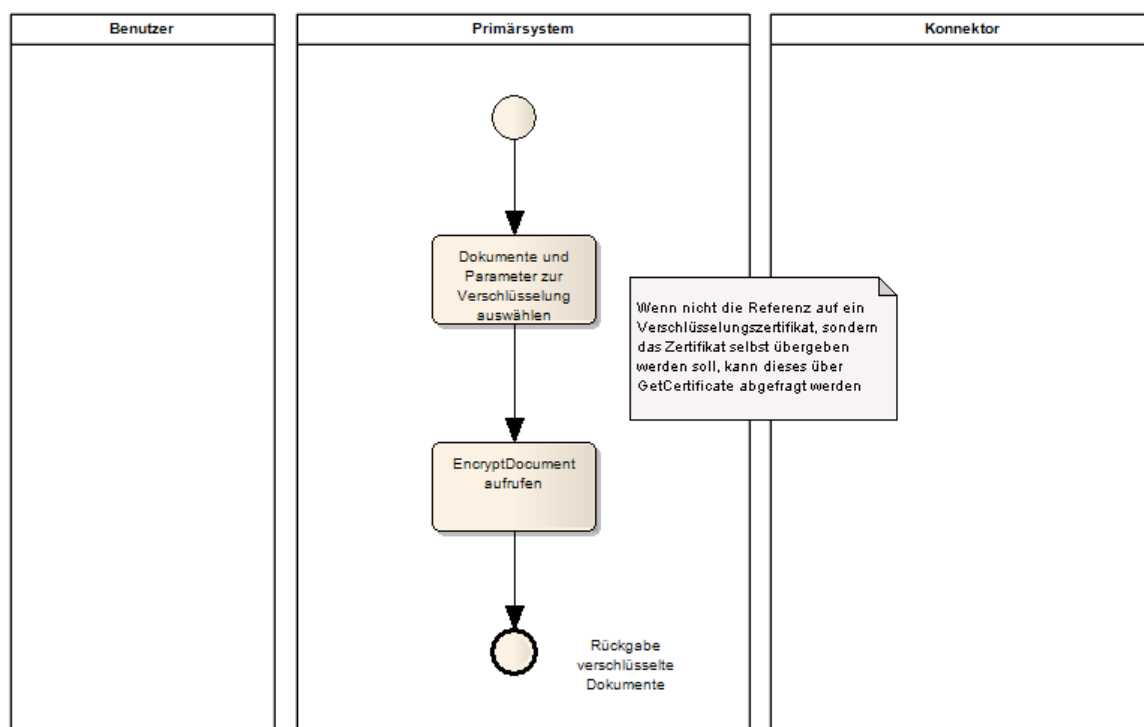 Benutzer
Primärsystem
Konnektor
Dokumente und
Parameter zur
Verschlüsselung
auswählen
Wenn nicht die Referenz auf ein
Verschlüsselungszertifikat, sondern
das Zertifikat selbst übergeben
werden soll, kann dieses über
GetCertificate abgefragt werden
EncryptDocument
aufrufen
Rückgabe
verschlüsselte
Dokumente